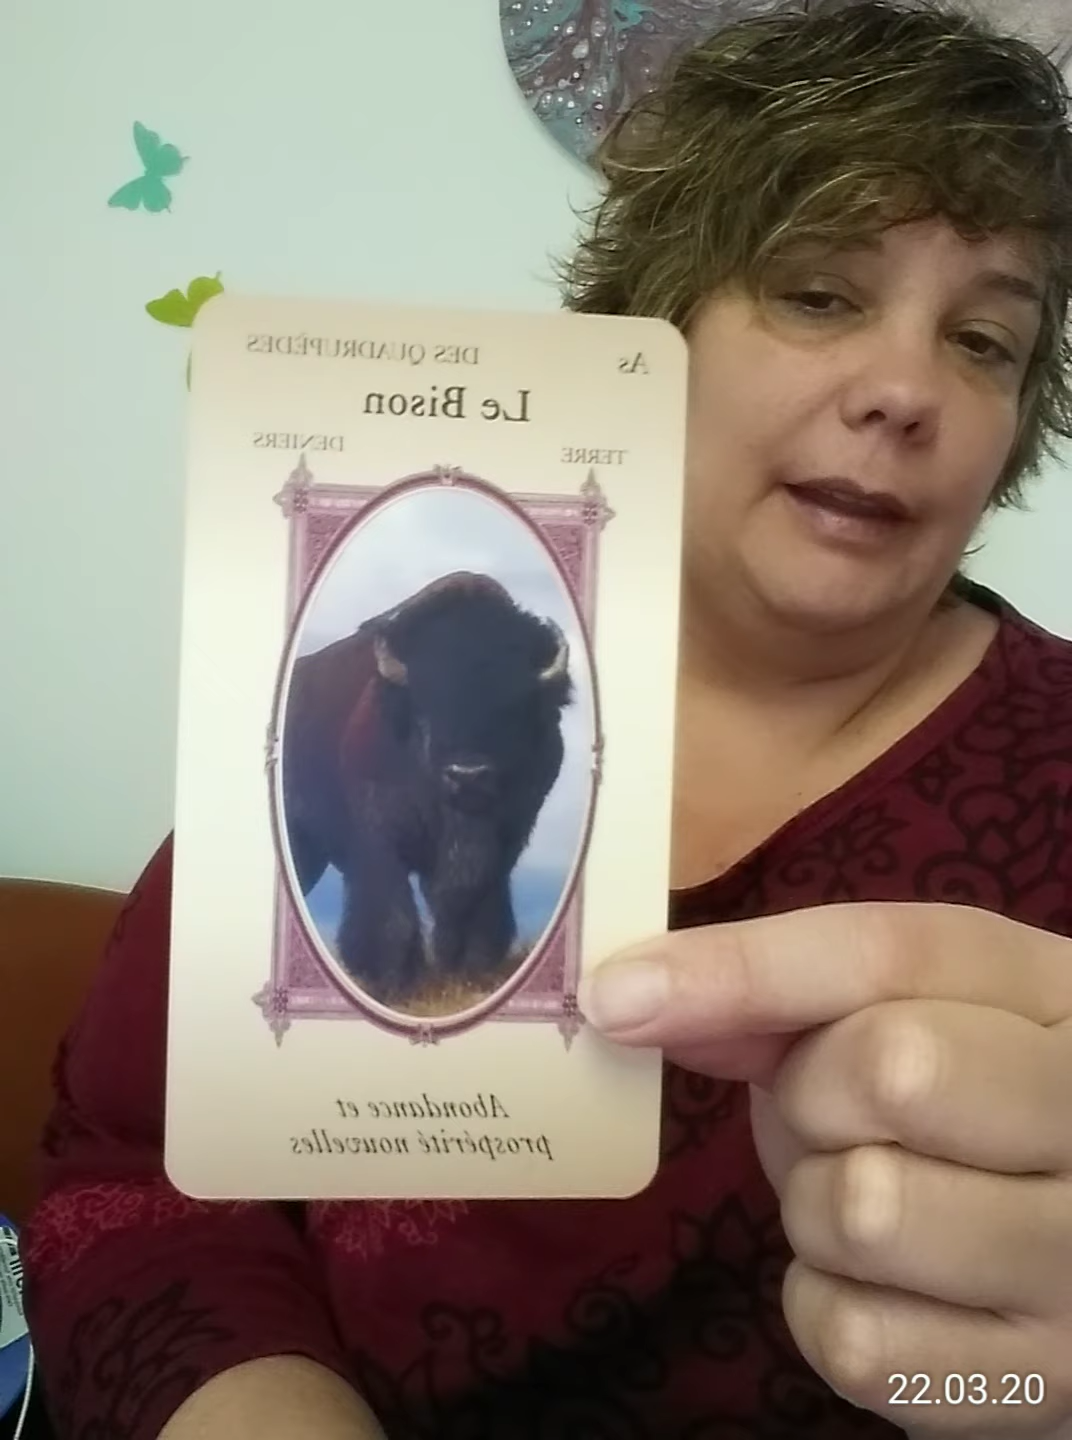 As
DES QUADRUPÈDES
Le Bison
TERRE
DENIERS
Abondance et
prospérité nouvelles
22.03.20